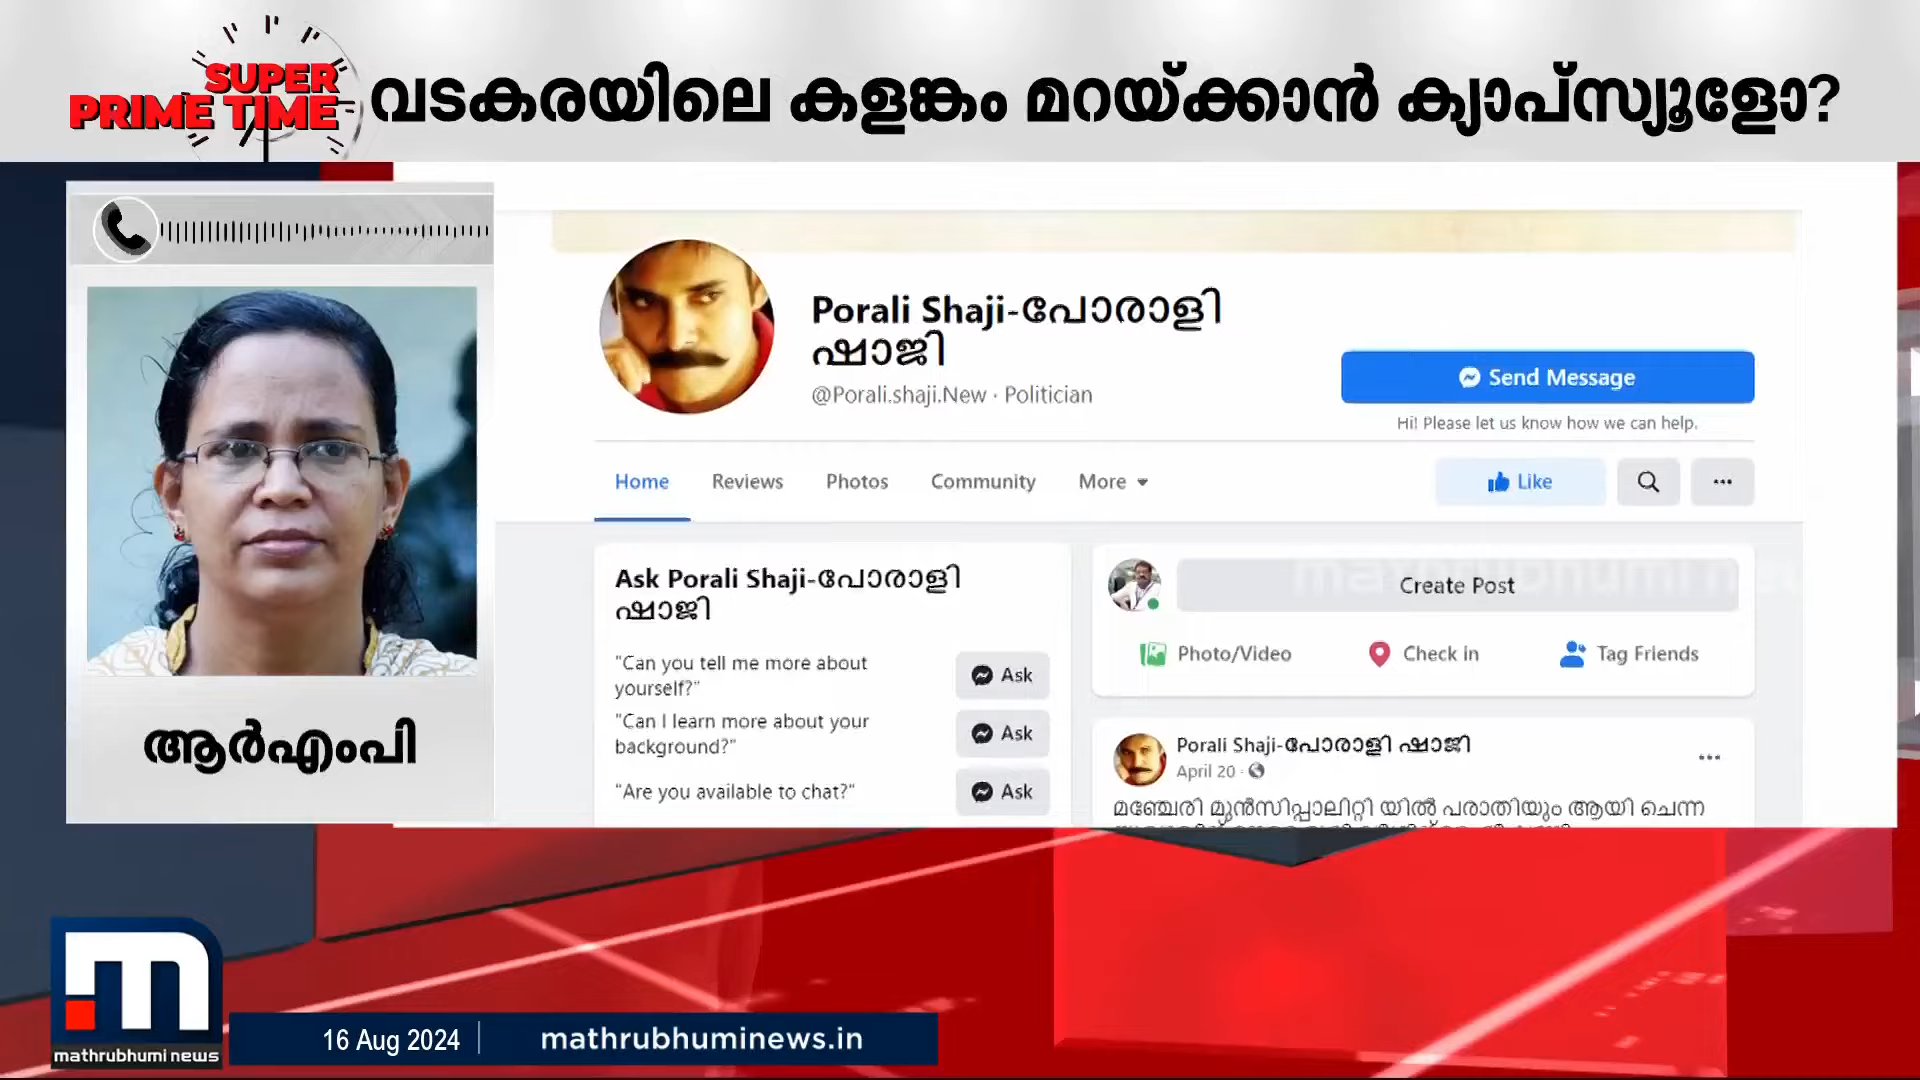 SUPER
PRIME TIME
വടകരയിലെ കളങ്കം മറയ്ക്കാൻ ക്യാപ്സ്യൂളോ?
ആർഎംപി
Porali Shaji-പോരാളി
ഷാജി
@Porali.shaji.New · Politician
Send Message
Hi! Please let us know how we can help.
Home Reviews Photos Community More
Like
Ask Porali Shaji-പോരാളി
ഷാജി
"Can you tell me more about
yourself?"
Ask
"Can I learn more about your
background?"
Ask
"Are you available to chat?"
Ask
Create Post
mathrubhumi new
Photo/Video Check in Tag Friends
Porali Shaji-പോരാളി ഷാജി
April 20 ·
മഞ്ചേരി മുൻസിപ്പാലിറ്റി യിൽ പരാതിയും ആയി ചെന്ന
mathrubhumi news
16 Aug 2024
mathrubhuminews.in